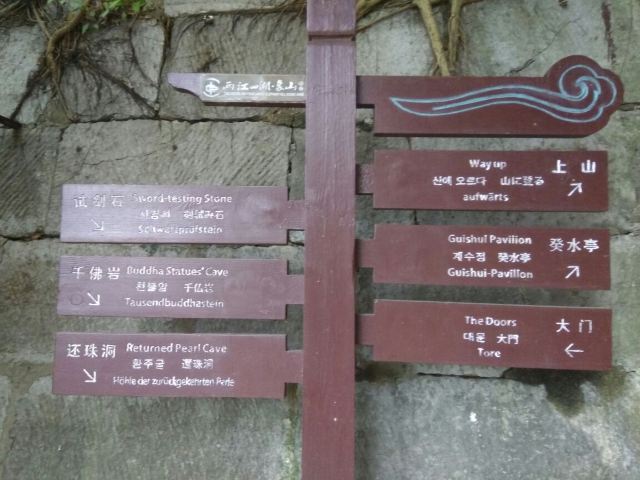 两江四湖·象山
试剑石 Sword-testing Stone
시검석 刻試み石
Schwertprüfstein
千佛岩 Buddha Statues' Cave
천불암 千仏岩
Tausendbuddhastein
还珠洞 Returned Pearl Cave
환주굴 還珠洞
Höhle der zurückgekehrten Perle
Way up 上山
산에 오르다 山に登る
aufwärts
Guishui Pavilion 癸水亭
계수정 癸水亭
Guishui-Pavillon
The Doors 大门
대문 大門
Tore